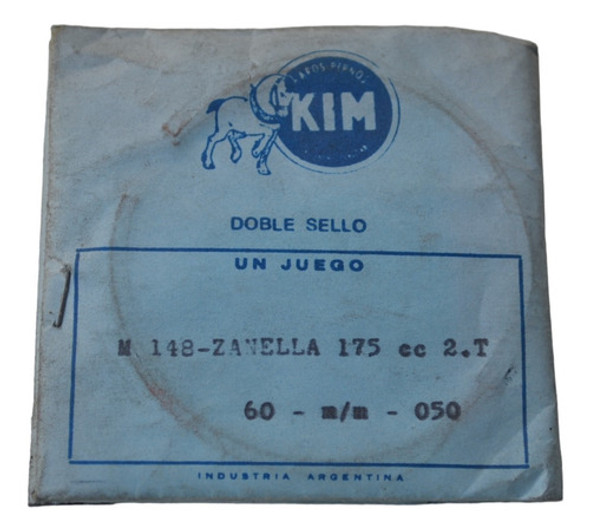 KIM
DOBLE SELLO
UN JUEGO
M 148-ZANELLA 175 cc 2.T
60 - m/m - 050
INDUSTRIA ARGENTINA